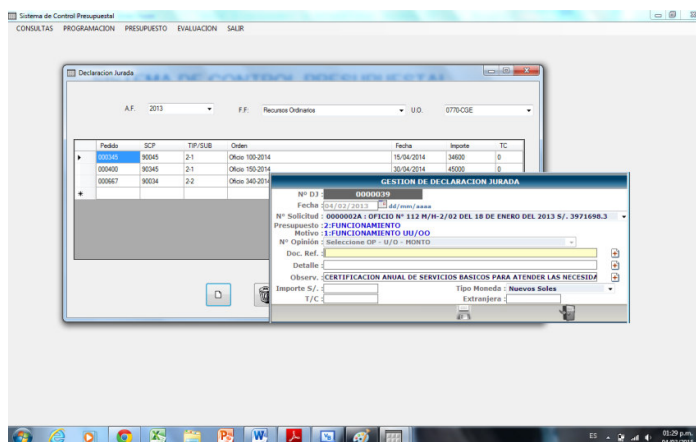 Sistema de Control Presupuestal
CONSULTAS PROGRAMACION PRESUPUESTO EVALUACION SALIR
Declaracion Jurada
A.F. 2013 F.F. Recursos Ordinarios U.O. 0770-CGE
Pedido SCP TIP/SUB Orden Fecha Importe TC
000345 90045 2-1 Oficio 100-2014 15/04/2014 34600 0
000400 90345 2-1 Oficio 150-2014 30/04/2014 45000 0
000667 90034 2-2 Oficio 340-2014
GESTION DE DECLARACION JURADA
Nº DJ : 0000039
Fecha : 04/03/2013 dd/mm/aaaa
Nº Solicitud : 0000002A : OFICIO Nº 112 M/H-2/02 DEL 18 DE ENERO DEL 2013 S/. 3971698.3
Presupuesto :2:FUNCIONAMIENTO
Motivo :1:FUNCIONAMIENTO UU/OO
Nº Opinión : Seleccione OP - U/O - MONTO
Doc. Ref. :
Detalle :
Observ. :CERTIFICACION ANUAL DE SERVICIOS BASICOS PARA ATENDER LAS NECESIDA
Importe S/. : Tipo Moneda : Nuevos Soles
T/C : Extranjera :
ES 01:29 p.m.